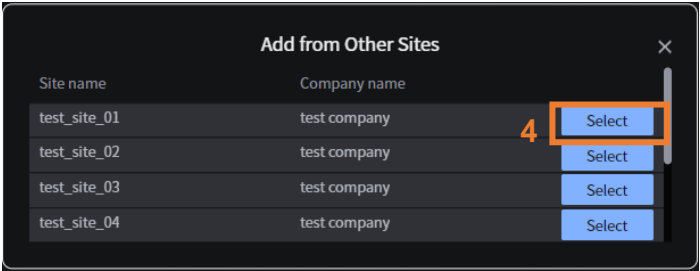 Add from Other Sites ×
Site name Company name
test_site_01 test company 4 Select
test_site_02 test company Select
test_site_03 test company Select
test_site_04 test company Select